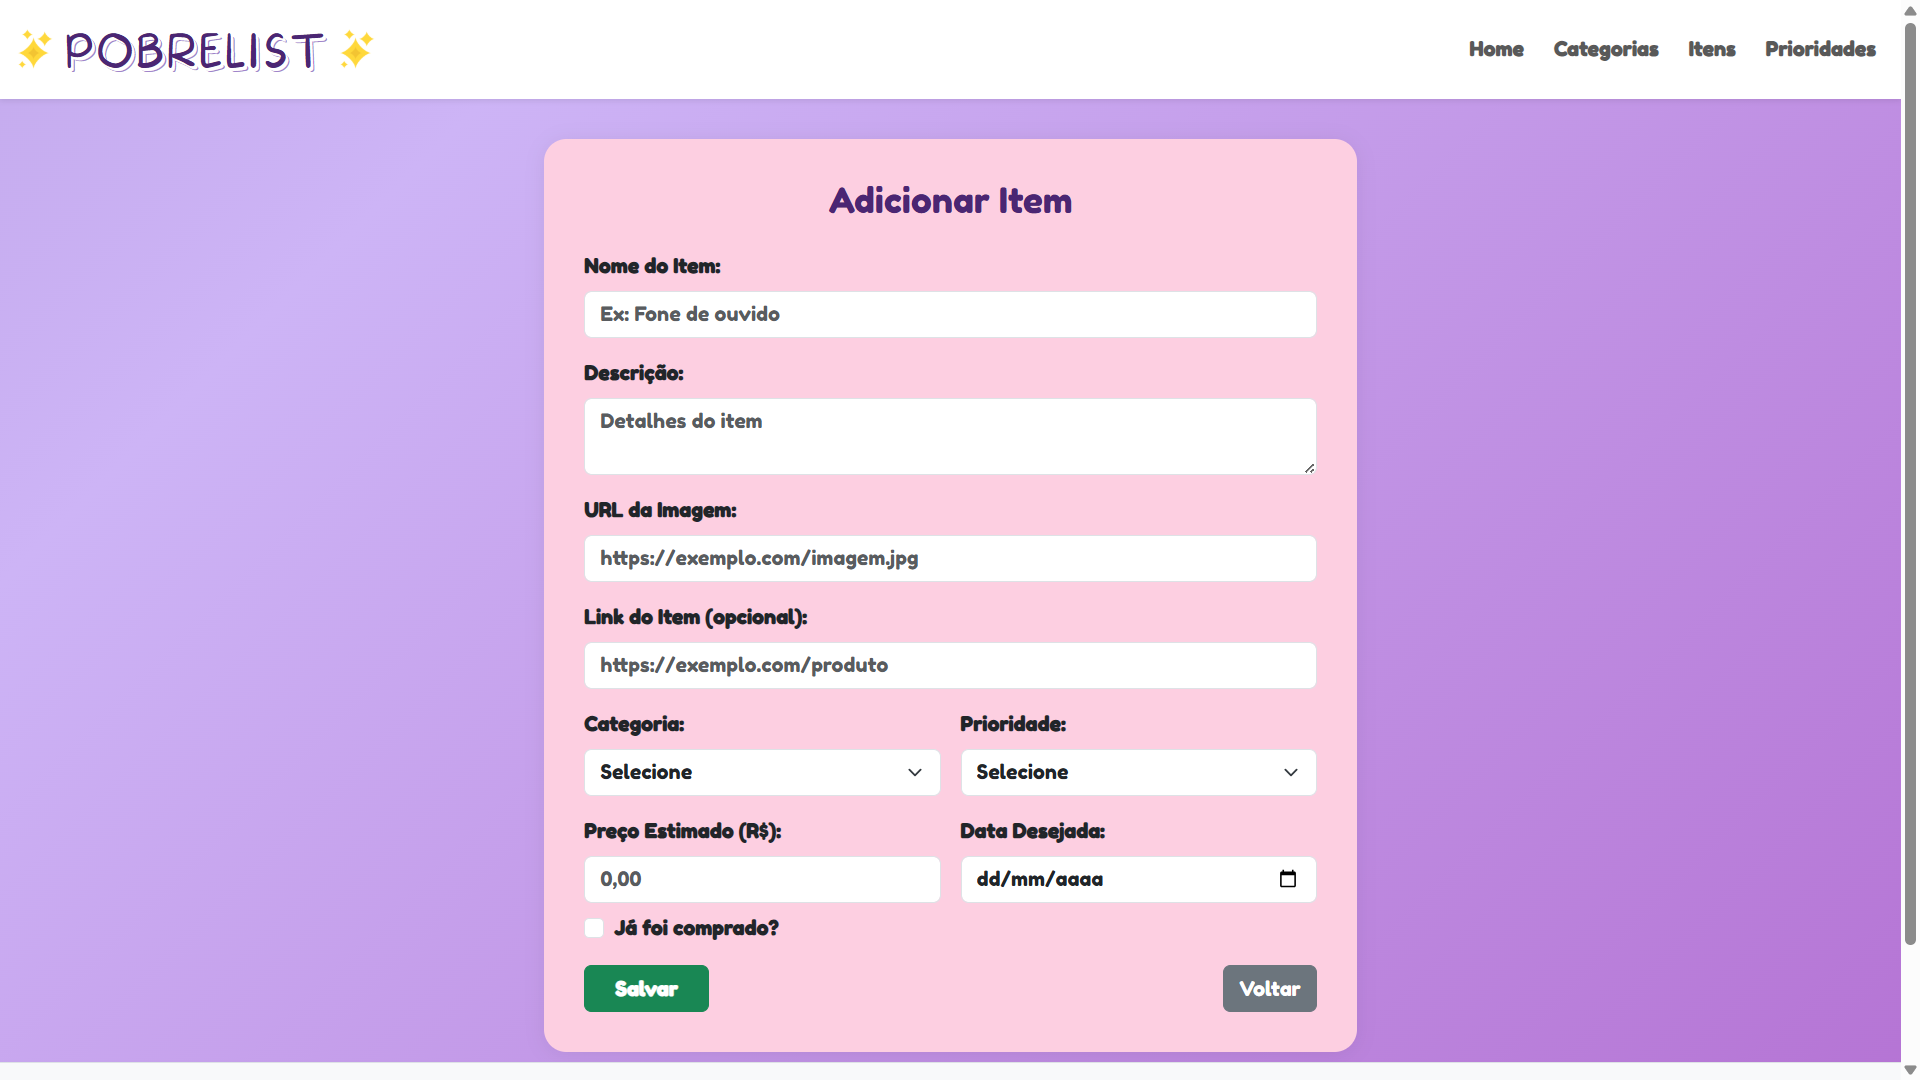 ✨ POBRELIST ✨
Home Categorias Itens Prioridades
Adicionar Item
Nome do Item:
Ex: Fone de ouvido
Descrição:
Detalhes do item
URL da Imagem:
https://exemplo.com/imagem.jpg
Link do Item (opcional):
https://exemplo.com/produto
Categoria: Prioridade:
Selecione Selecione
Preço Estimado (R$): Data Desejada:
0,00 dd/mm/aaaa
Já foi comprado?
Salvar Voltar